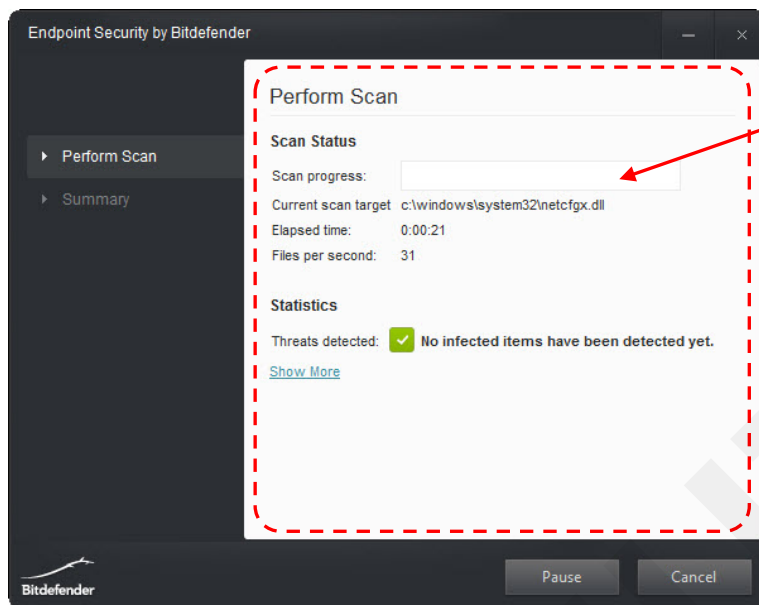 Endpoint Security by Bitdefender
Perform Scan
Summary
Perform Scan
Scan Status
Scan progress:
Current scan target c:\windows\system32\netcfgx.dll
Elapsed time: 0:00:21
Files per second: 31
Statistics
Threats detected: No infected items have been detected yet.
Show More
Bitdefender
Pause
Cancel